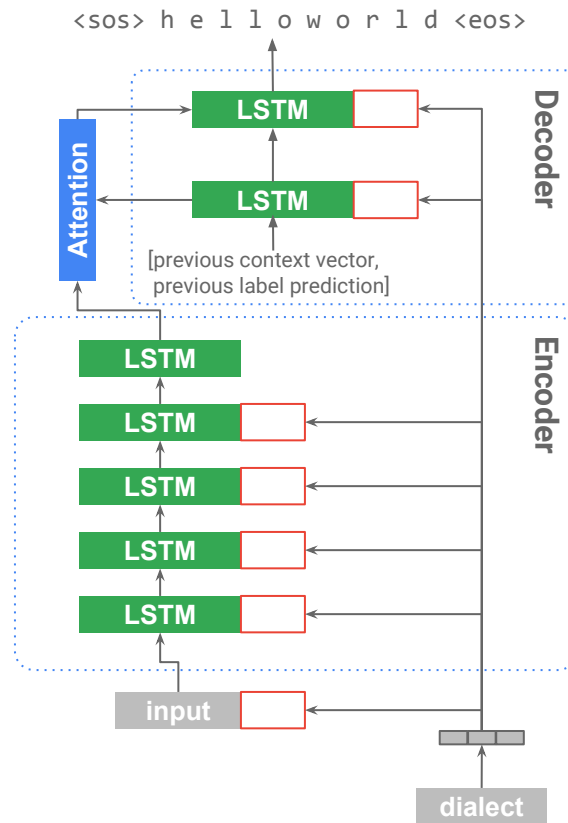 <sos> h e l l o w o r l d <eos>
Decoder
LSTM
Attention
LSTM
[previous context vector,
previous label prediction]
Encoder
LSTM
LSTM
LSTM
LSTM
LSTM
input
dialect